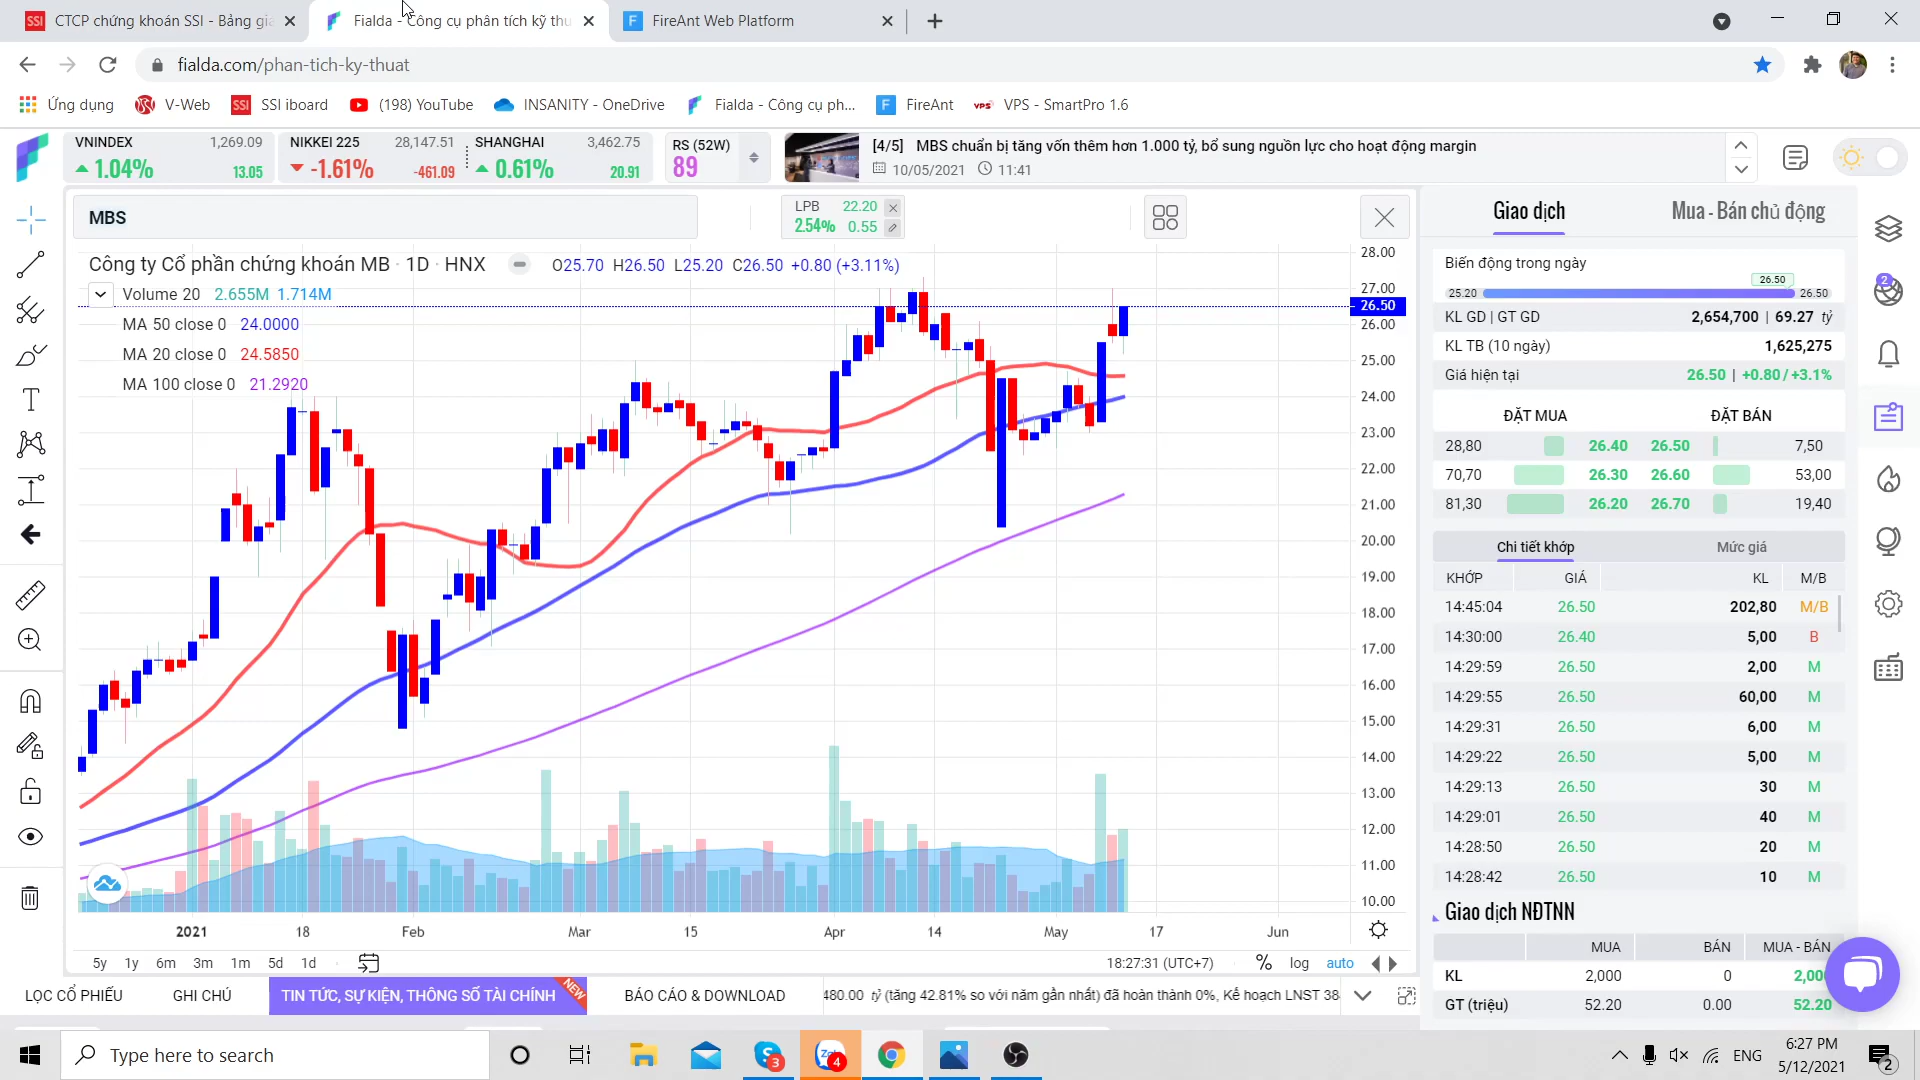 CTCP chứng khoán SSI - Bảng giá
Fialda - Công cụ phân tích kỹ thu
FireAnt Web Platform
fialda.com/phan-tich-ky-thuat
Ứng dụng
V-Web
SSI iboard
(198) YouTube
INSANITY - OneDrive
Fialda - Công cụ ph...
FireAnt
VPS - SmartPro 1.6
VNINDEX 1,269.09
1.04% 13.05
NIKKEI 225 28,147.51
-1.61% -461.09
SHANGHAI 3,462.75
0.61% 20.91
RS (52W)
89
[4/5] MBS chuẩn bị tăng vốn thêm hơn 1.000 tỷ, bổ sung nguồn lực cho hoạt động margin
10/05/2021 11:41
MBS
LPB 22.20
2.54% 0.55
Công ty Cổ phần chứng khoán MB · 1D · HNX O25.70 H26.50 L25.20 C26.50 +0.80 (+3.11%)
Volume 20 2.655M 1.714M
MA 50 close 0 24.0000
MA 20 close 0 24.5850
MA 100 close 0 21.2920
28.00
27.00
26.50
26.00
25.00
24.00
23.00
22.00
21.00
20.00
19.00
18.00
17.00
16.00
15.00
14.00
13.00
12.00
11.00
10.00
2021 18 Feb Mar 15 Apr 14 May 17 Jun
5y 1y 6m 3m 1m 5d 1d
18:27:31 (UTC+7) % log auto
LỌC CỔ PHIẾU
GHI CHÚ
TIN TỨC, SỰ KIỆN, THÔNG SỐ TÀI CHÍNH
NEW
BÁO CÁO & DOWNLOAD
480.00 tỷ (tăng 42.81% so với năm gần nhất) đã hoàn thành 0%, Kế hoạch LNST 38
Giao dịch
Mua - Bán chủ động
Biến động trong ngày
26.50
25.20 26.50
KL GD | GT GD 2,654,700 | 69.27 tỷ
KL TB (10 ngày) 1,625,275
Giá hiện tại 26.50 | +0.80 / +3.1%
ĐẶT MUA ĐẶT BÁN
28,80 26.40 26.50 7,50
70,70 26.30 26.60 53,00
81,30 26.20 26.70 19,40
Chi tiết khớp Mức giá
KHỚP GIÁ KL M/B
14:45:04 26.50 202,80 M/B
14:30:00 26.40 5,00 B
14:29:59 26.50 2,00 M
14:29:55 26.50 60,00 M
14:29:31 26.50 6,00 M
14:29:22 26.50 5,00 M
14:29:13 26.50 30 M
14:29:01 26.50 40 M
14:28:50 26.50 20 M
14:28:42 26.50 10 M
Giao dịch NĐTNN
MUA BÁN MUA - BÁN
KL 2,000 0 2,00
GT (triệu) 52.20 0.00 52.20
2
Type here to search
3
4
ENG
6:27 PM
5/12/2021
2